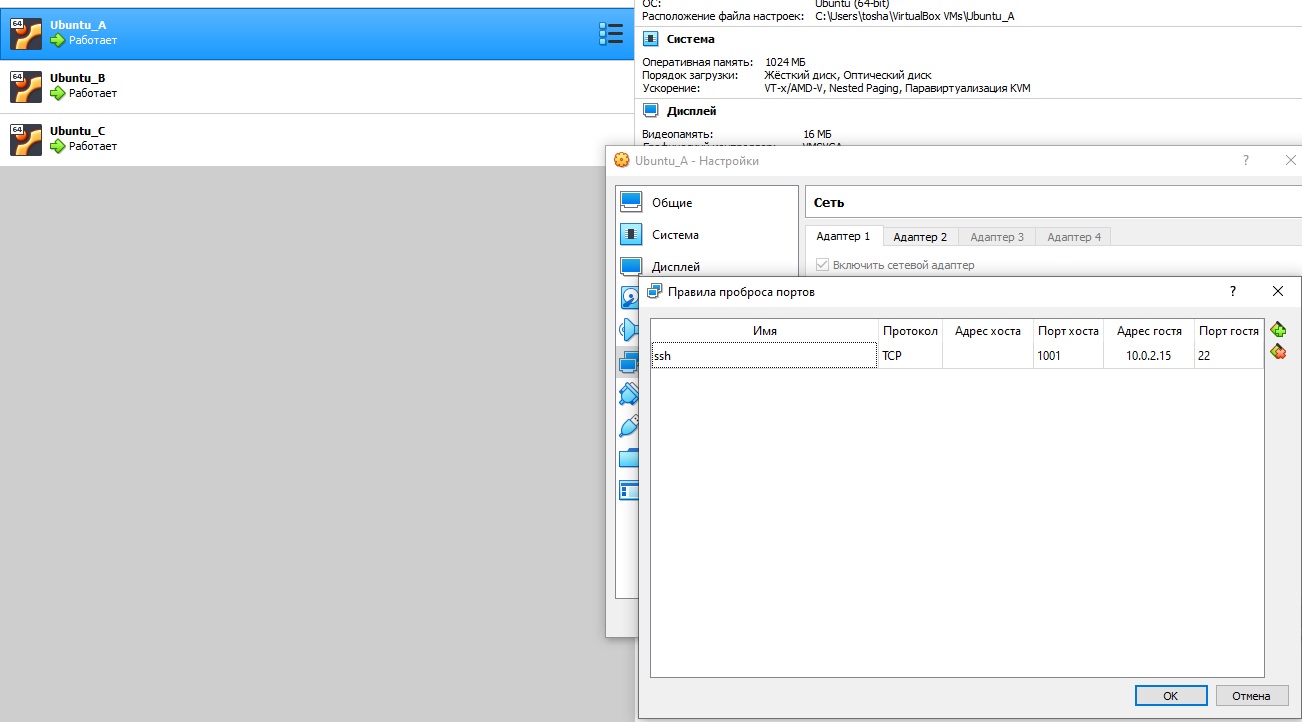 64
Ubuntu_A
Работает
64
Ubuntu_B
Работает
64
Ubuntu_C
Работает
ОС: Ubuntu (64-bit)
Расположение файла настроек: C:\Users\tosha\VirtualBox VMs\Ubuntu_A
Система
Оперативная память: 1024 МБ
Порядок загрузки: Жёсткий диск, Оптический диск
Ускорение: VT-x/AMD-V, Nested Paging, Паравиртуализация KVM
Дисплей
Видеопамять: 16 МБ
Ubuntu_A - Настройки ?
Общие
Система
Дисплей
Сеть
Адаптер 1 Адаптер 2 Адаптер 3 Адаптер 4
Включить сетевой адаптер
Правила проброса портов ?
Имя Протокол Адрес хоста Порт хоста Адрес гостя Порт гостя
ssh TCP 1001 10.0.2.15 22
OK Отмена